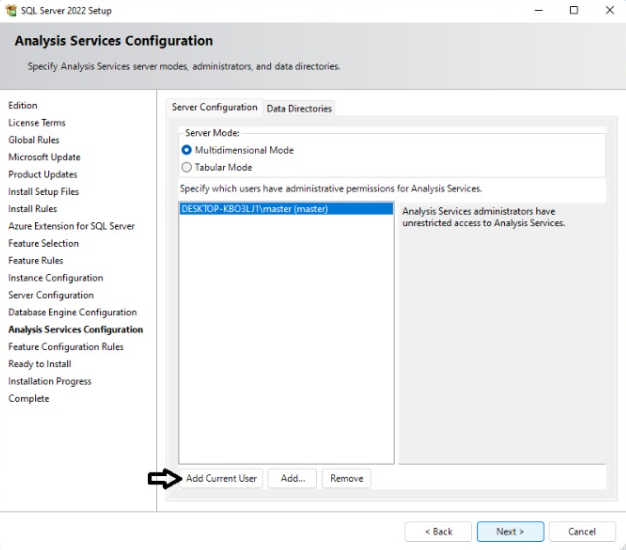 SQL Server 2022 Setup
Analysis Services Configuration
Specify Analysis Services server modes, administrators, and data directories.
Edition
License Terms
Global Rules
Microsoft Update
Product Updates
Install Setup Files
Install Rules
Azure Extension for SQL Server
Feature Selection
Feature Rules
Instance Configuration
Server Configuration
Database Engine Configuration
Analysis Services Configuration
Feature Configuration Rules
Ready to Install
Installation Progress
Complete
Server Configuration Data Directories
Server Mode:
Multidimensional Mode
Tabular Mode
Specify which users have administrative permissions for Analysis Services.
DESKTOP-KBO3LJ1\master (master)
Analysis Services administrators have
unrestricted access to Analysis Services.
Add Current User Add... Remove
< Back Next > Cancel